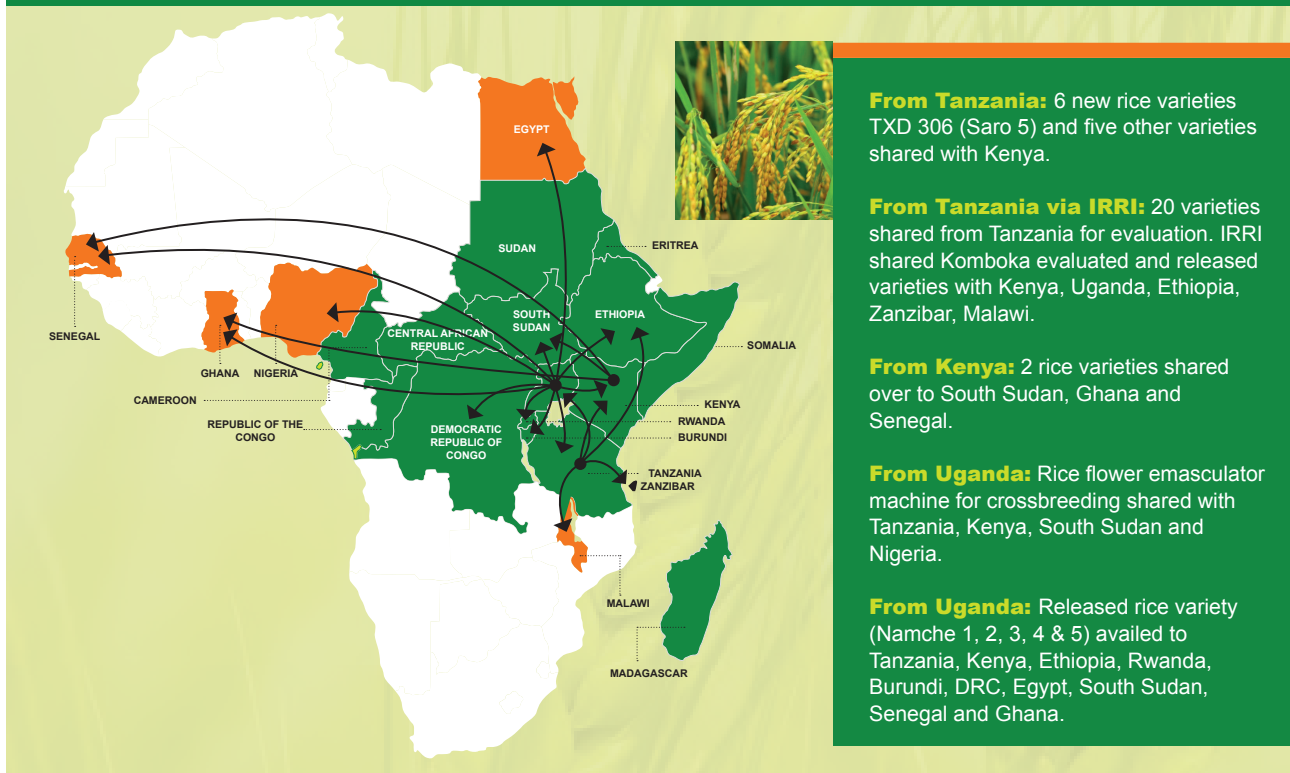 EGYPT
SUDAN
ERITREA
SOUTH
SUDAN
ETHIOPIA
CENTRAL AFRICAN
REPUBLIC
SENEGAL
SOMALIA
GHANA
NIGERIA
CAMEROON
KENYA
REPUBLIC OF THE
CONGO
RWANDA
DEMOCRATIC
REPUBLIC OF
CONGO
BURUNDI
TANZANIA
ZANZIBAR
MALAWI
MADAGASCAR
From Tanzania: 6 new rice varieties
TXD 306 (Saro 5) and five other varieties
shared with Kenya.
From Tanzania via IRRI: 20 varieties
shared from Tanzania for evaluation. IRRI
shared Komboka evaluated and released
varieties with Kenya, Uganda, Ethiopia,
Zanzibar, Malawi.
From Kenya: 2 rice varieties shared
over to South Sudan, Ghana and
Senegal.
From Uganda: Rice flower emasculator
machine for crossbreeding shared with
Tanzania, Kenya, South Sudan and
Nigeria.
From Uganda: Released rice variety
(Namche 1, 2, 3, 4 & 5) availed to
Tanzania, Kenya, Ethiopia, Rwanda,
Burundi, DRC, Egypt, South Sudan,
Senegal and Ghana.